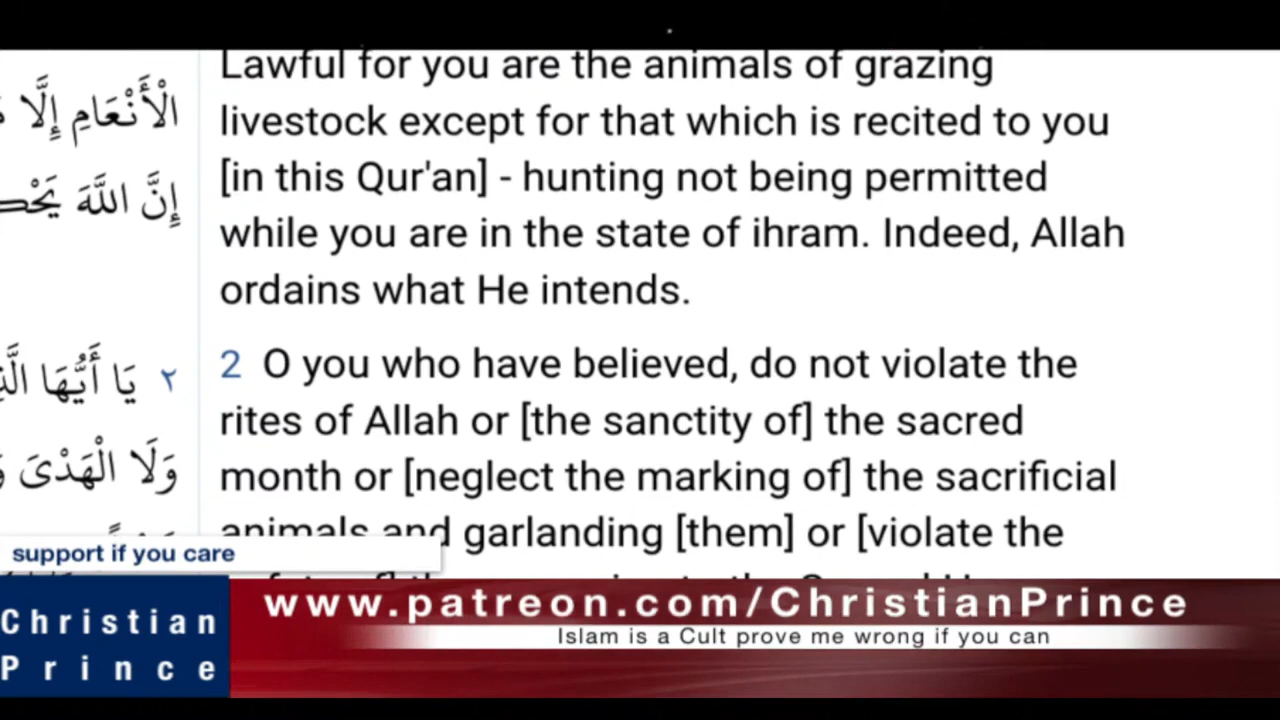 Lawful for you are the animals of grazing
livestock except for that which is recited to you
[in this Qur'an] - hunting not being permitted
while you are in the state of ihram. Indeed, Allah
ordains what He intends.
2 O you who have believed, do not violate the
rites of Allah or [the sanctity of] the sacred
month or [neglect the marking of] the sacrificial
animals and garlanding [them] or [violate the
الْأَنْعَامِ إِلَّا
إِنَّ اللَّهَ
٢ يَا أَيُّهَا
وَلَا الْهَدْىَ
support if you care
Christian
Prince
www.patreon.com/ChristianPrince
Islam is a Cult prove me wrong if you can